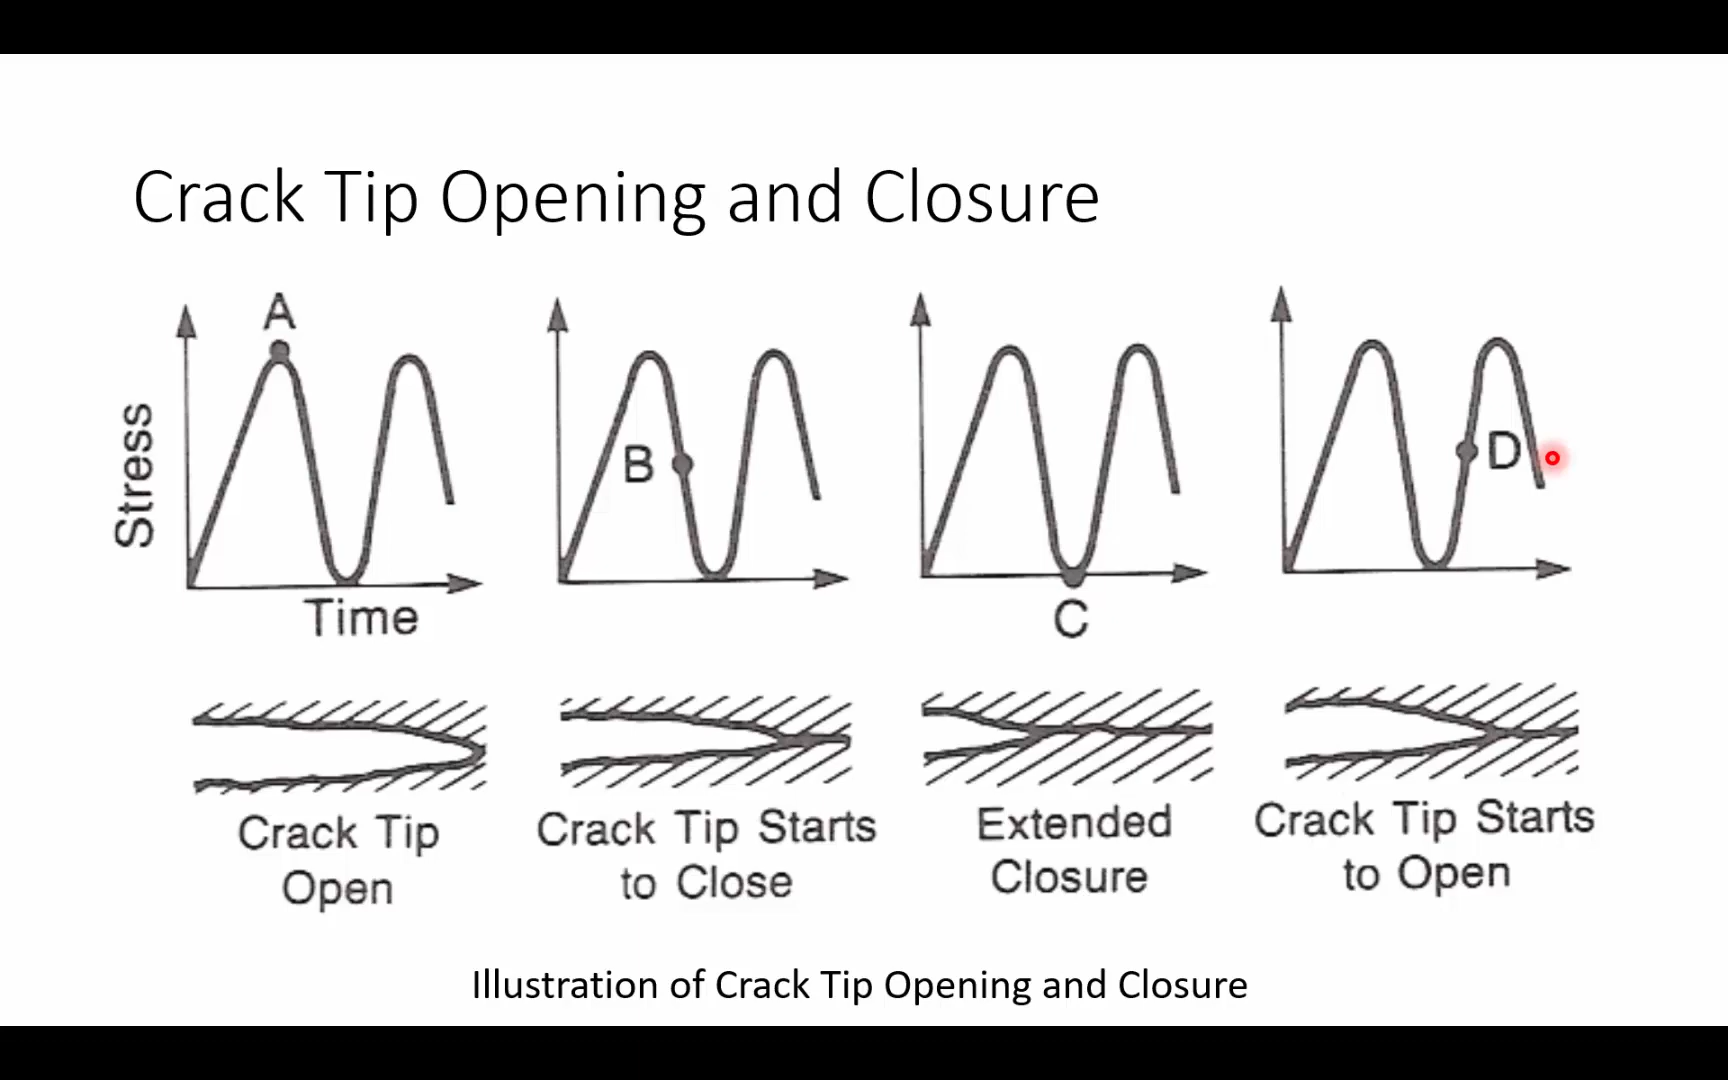 Crack Tip Opening and Closure
A
B
D
Stress
Time
C
Crack Tip
Open
Crack Tip Starts
to Close
Extended
Closure
Crack Tip Starts
to Open
Illustration of Crack Tip Opening and Closure